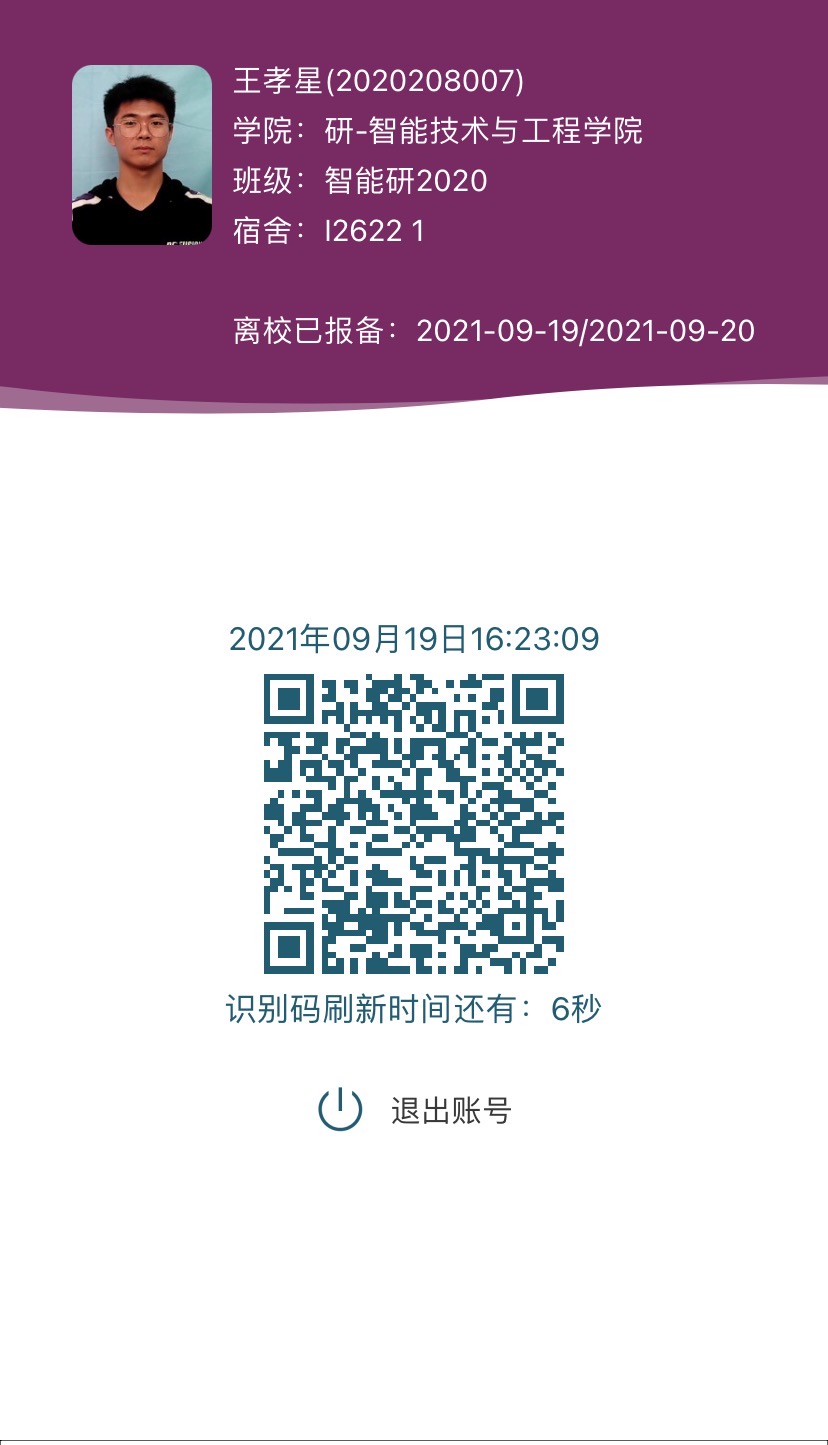 王孝星(2020208007)
学院：研-智能技术与工程学院
班级：智能研2020
宿舍：I2622 1
离校已报备：2021-09-19/2021-09-20
2021年09月19日16:23:09
识别码刷新时间还有：6秒
退出账号